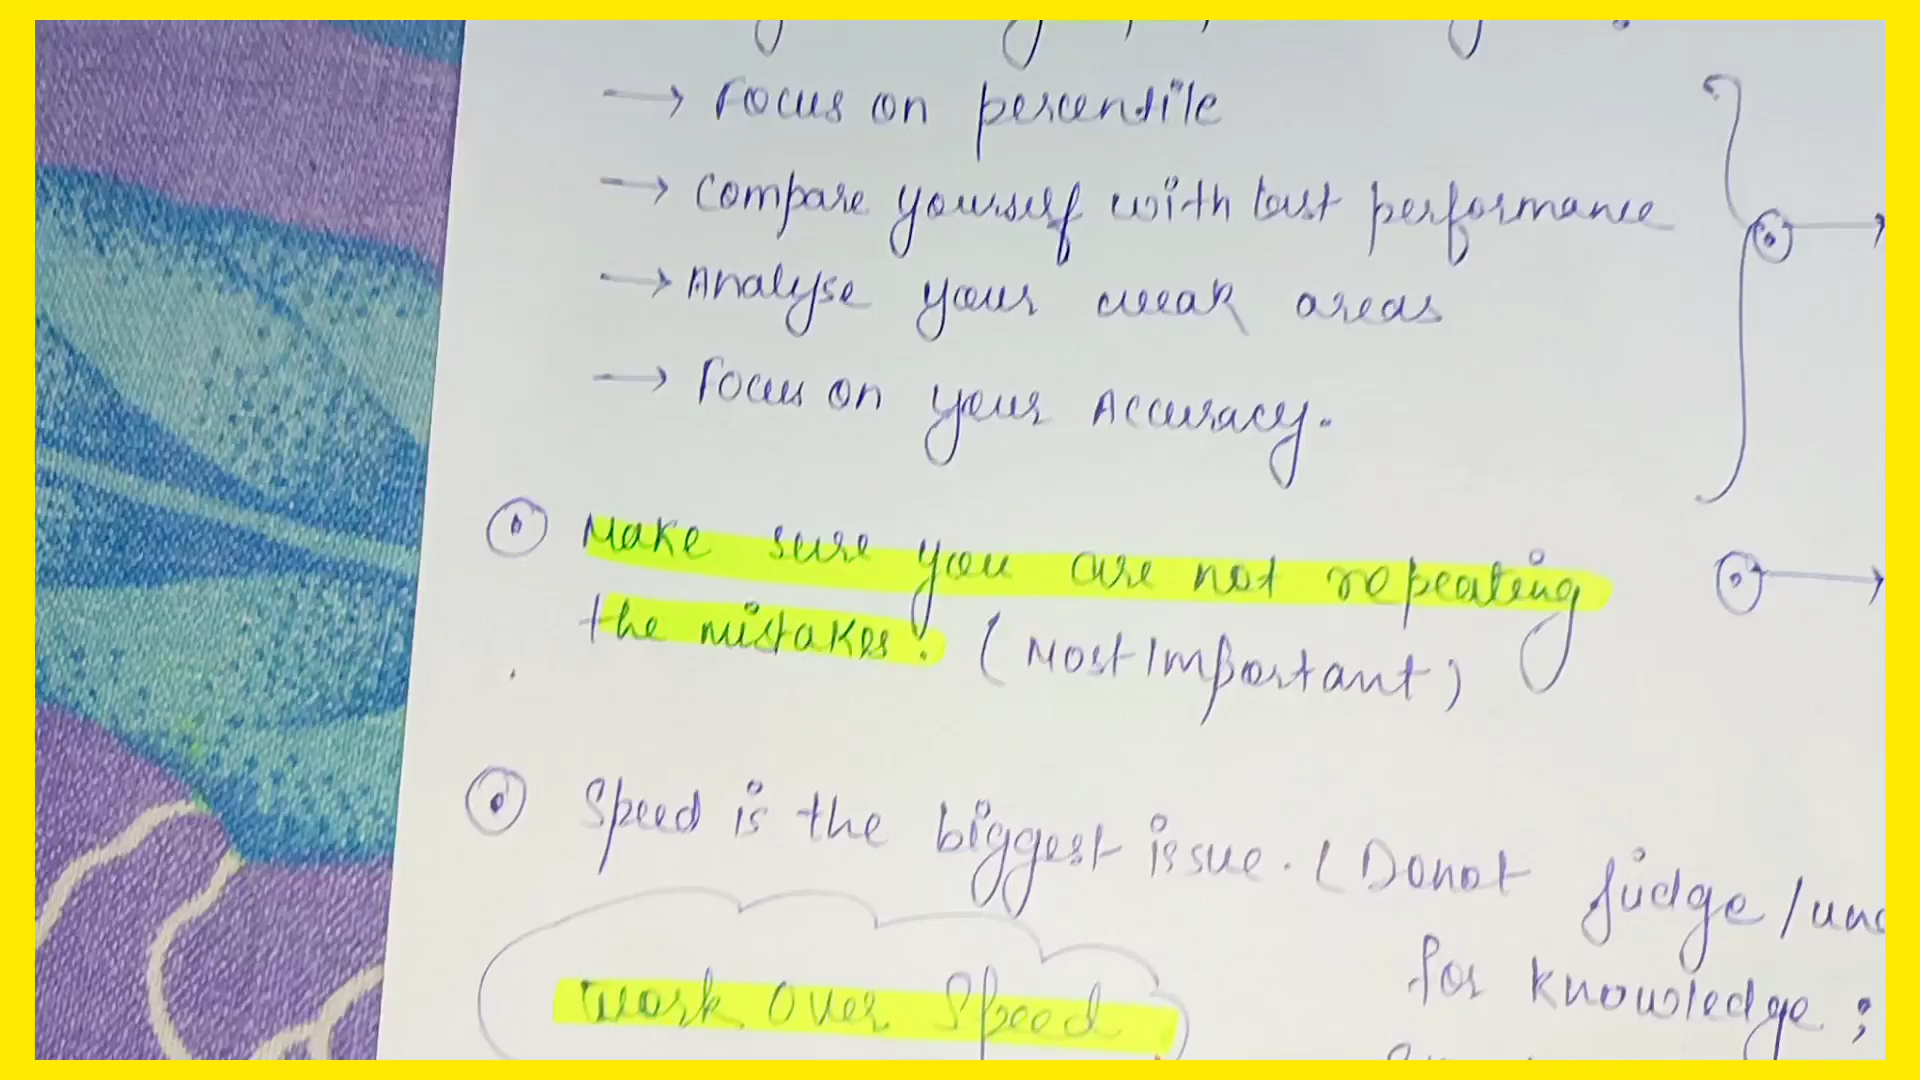 → Focus on percentile
→ Compare yourself with last performance
→ Analyse your weak areas
→ Focus on your Accuracy.
Make sure you are not repeating
the mistakes. (Most Important)
Speed is the biggest issue. (Donot judge/
for knowledge;
work over Speed